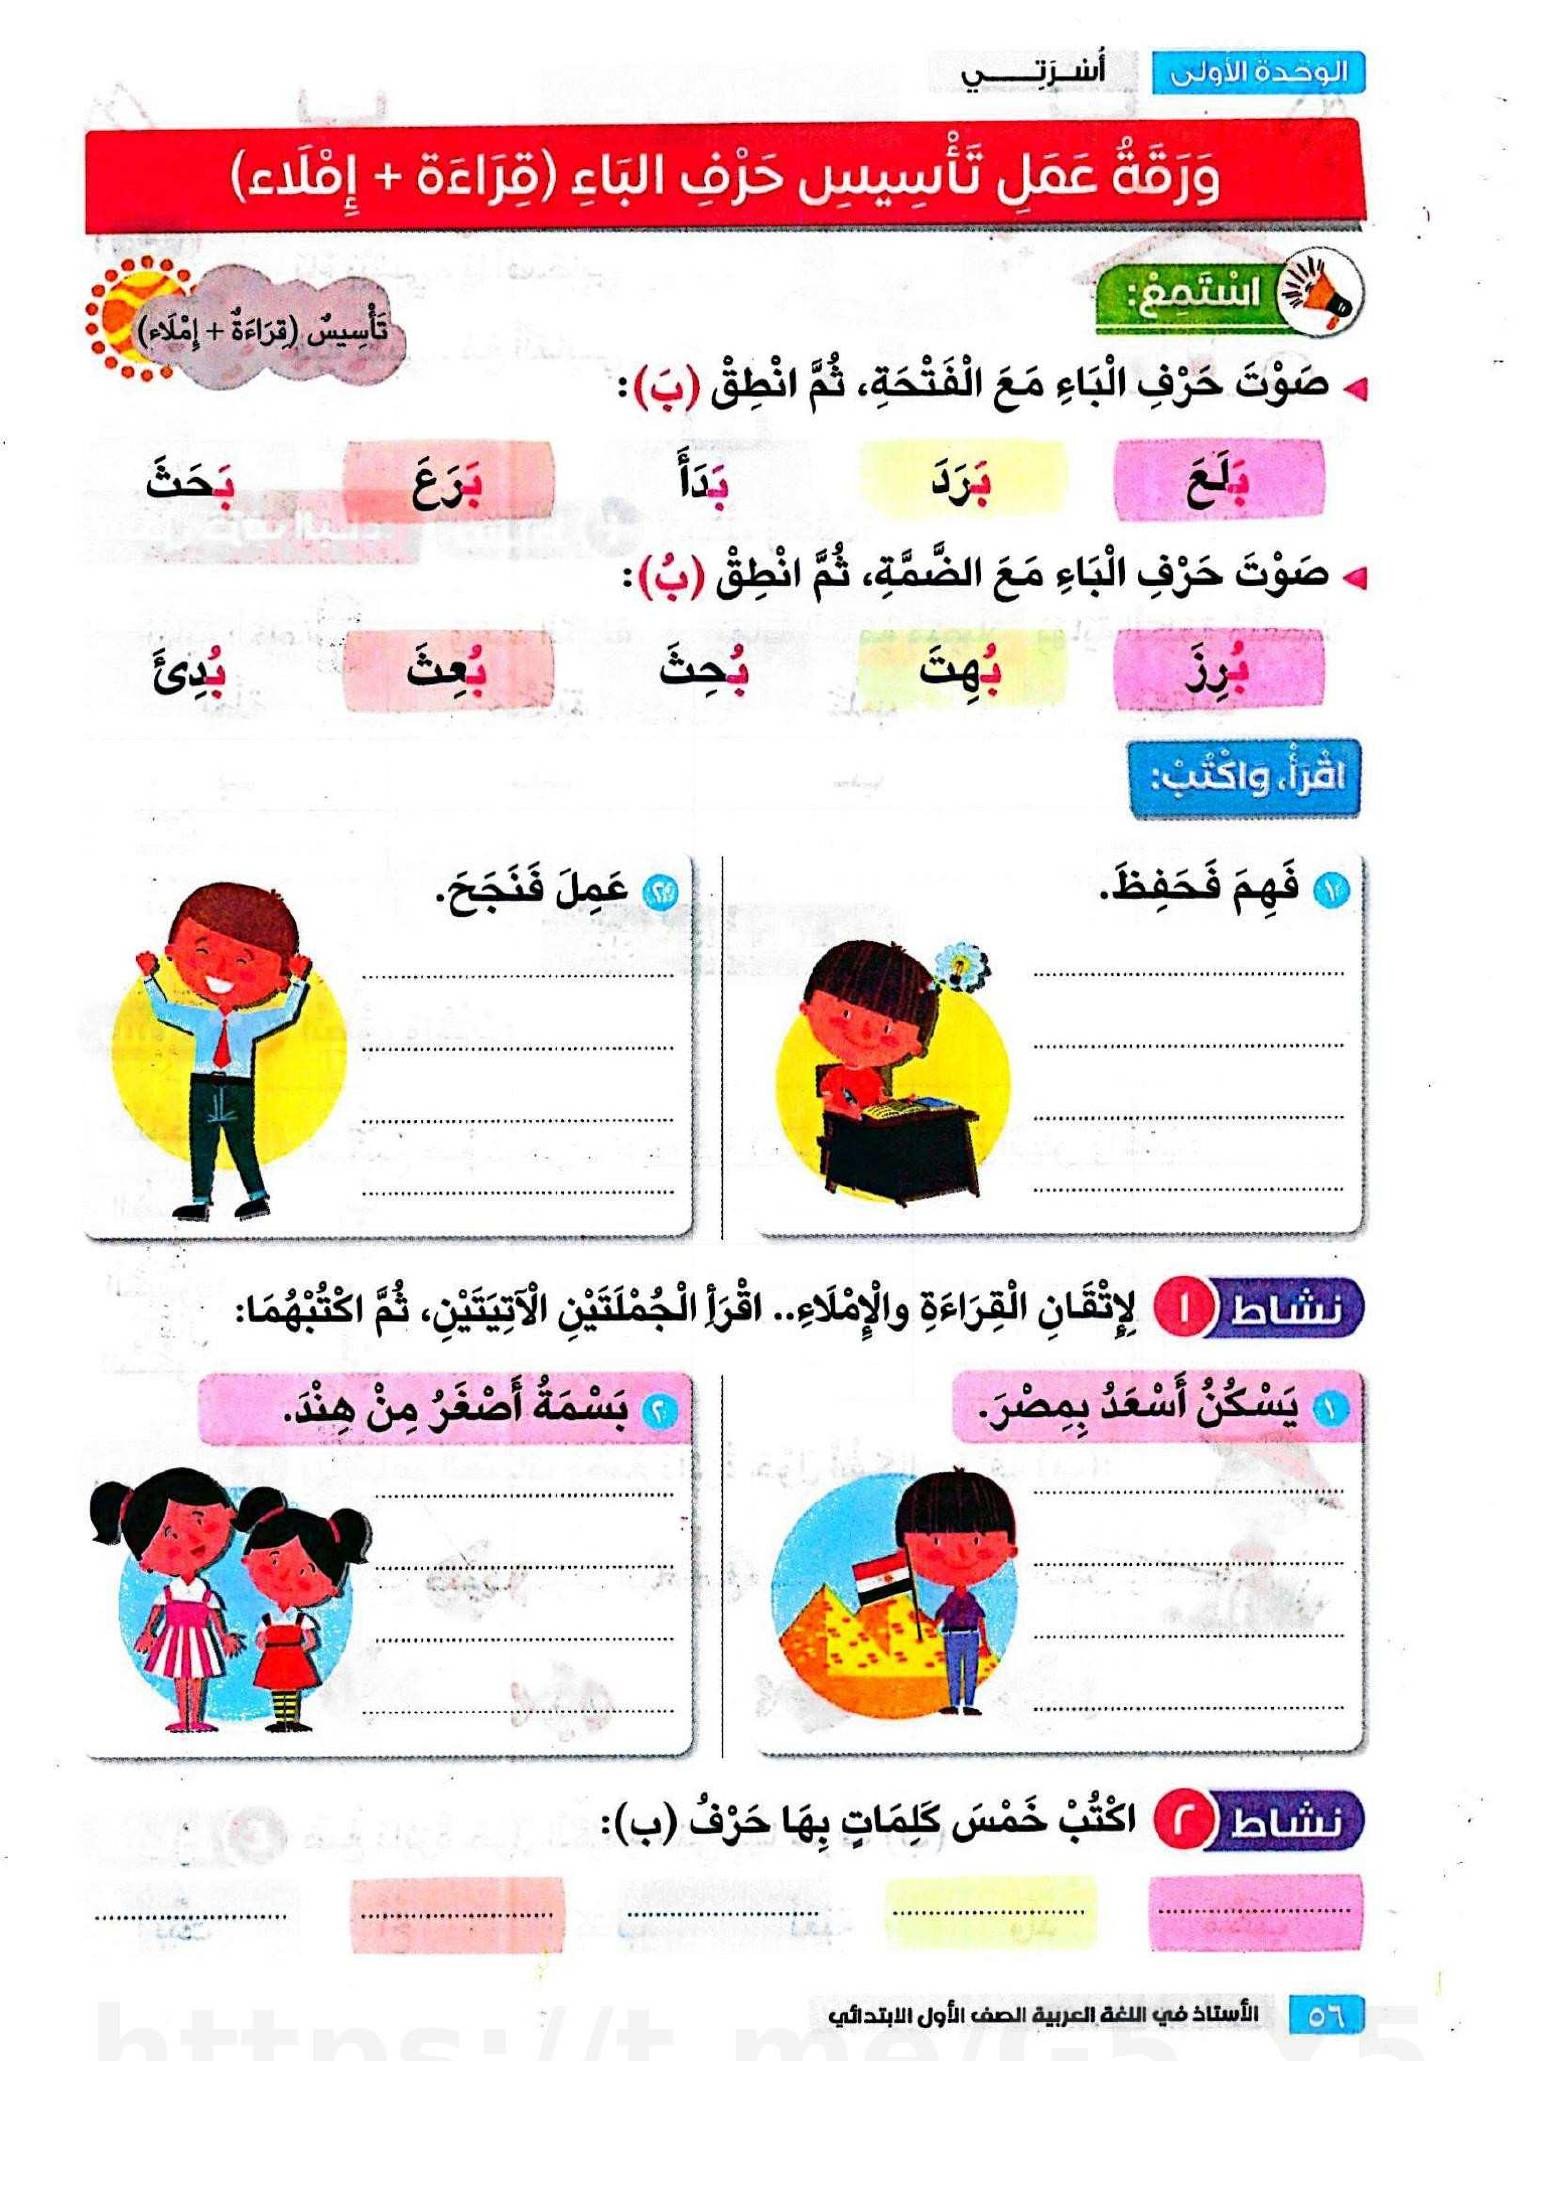 الوحدة الأولى أُسْرَتِــــي
وَرَقَةُ عَمَلِ تَأْسِيسِ حَرْفِ البَاءِ (قِرَاءَة + إِمْلَاء)
اسْتَمِعْ:
تَأْسِيسٌ (قِرَاءَةٌ + إِمْلَاء)
صَوْتَ حَرْفِ الْبَاءِ مَعَ الْفَتْحَةِ، ثُمَّ انْطِقْ (بَ):
بَلَعَ بَرَدَ بَدَأَ بَرَعَ بَحَثَ
صَوْتَ حَرْفِ الْبَاءِ مَعَ الضَّمَّةِ، ثُمَّ انْطِقْ (بُ):
بُرِزَ بُهِتَ بُحِثَ بُعِثَ بُدِئَ
اقْرَأْ، وَاكْتُبْ:
١ فَهِمَ فَحَفِظَ.
٢ عَمِلَ فَنَجَحَ.
نشاط ١ لِإِتْقَانِ الْقِرَاءَةِ والْإِمْلَاءِ.. اقْرَأِ الْجُمْلَتَيْنِ الْآتِيَتَيْنِ، ثُمَّ اكْتُبْهُمَا:
١ يَسْكُنُ أَسْعَدُ بِمِصْرَ.
٢ بَسْمَةُ أَصْغَرُ مِنْ هِنْدَ.
نشاط ٢ اكْتُبْ خَمْسَ كَلِمَاتٍ بِهَا حَرْفُ (ب):
٥٦ الأستاذ في اللغة العربية الصف الأول الابتدائي